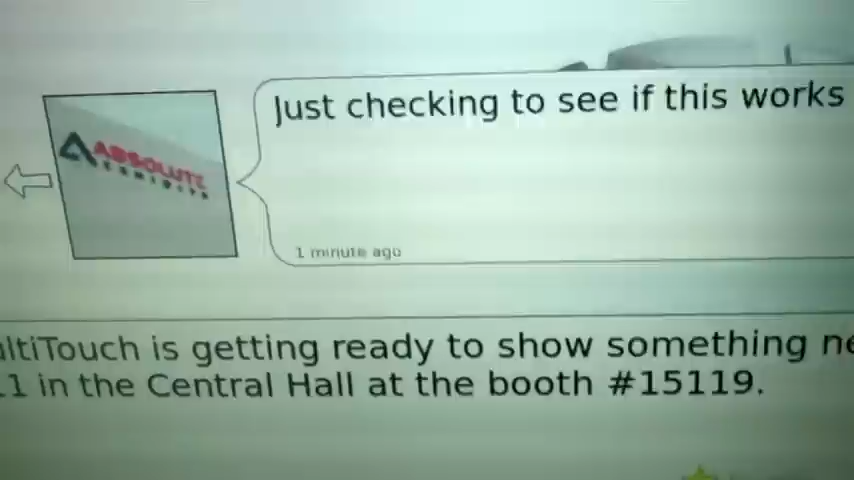 Just checking to see if this works
ABSOLUTE
1 minute ago
ltiTouch is getting ready to show something ne
.1 in the Central Hall at the booth #15119.